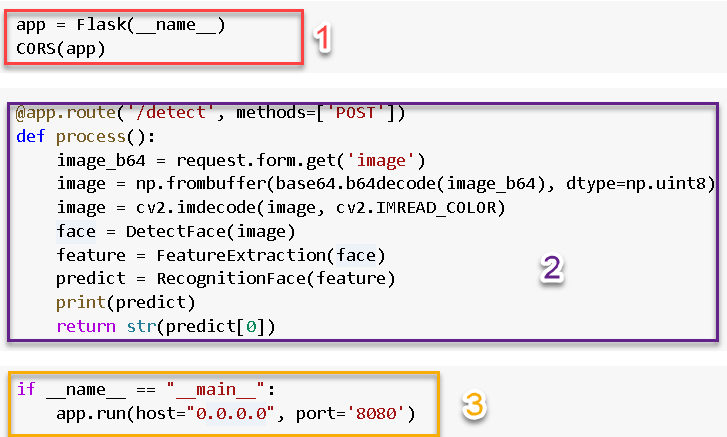 app = Flask(__name__)
CORS(app)
1
@app.route('/detect', methods=['POST'])
def process():
    image_b64 = request.form.get('image')
    image = np.frombuffer(base64.b64decode(image_b64), dtype=np.uint8)
    image = cv2.imdecode(image, cv2.IMREAD_COLOR)
    face = DetectFace(image)
    feature = FeatureExtraction(face)
    predict = RecognitionFace(feature)
    print(predict)
    return str(predict[0])
2
if __name__ == "__main__":
    app.run(host="0.0.0.0", port='8080')
3